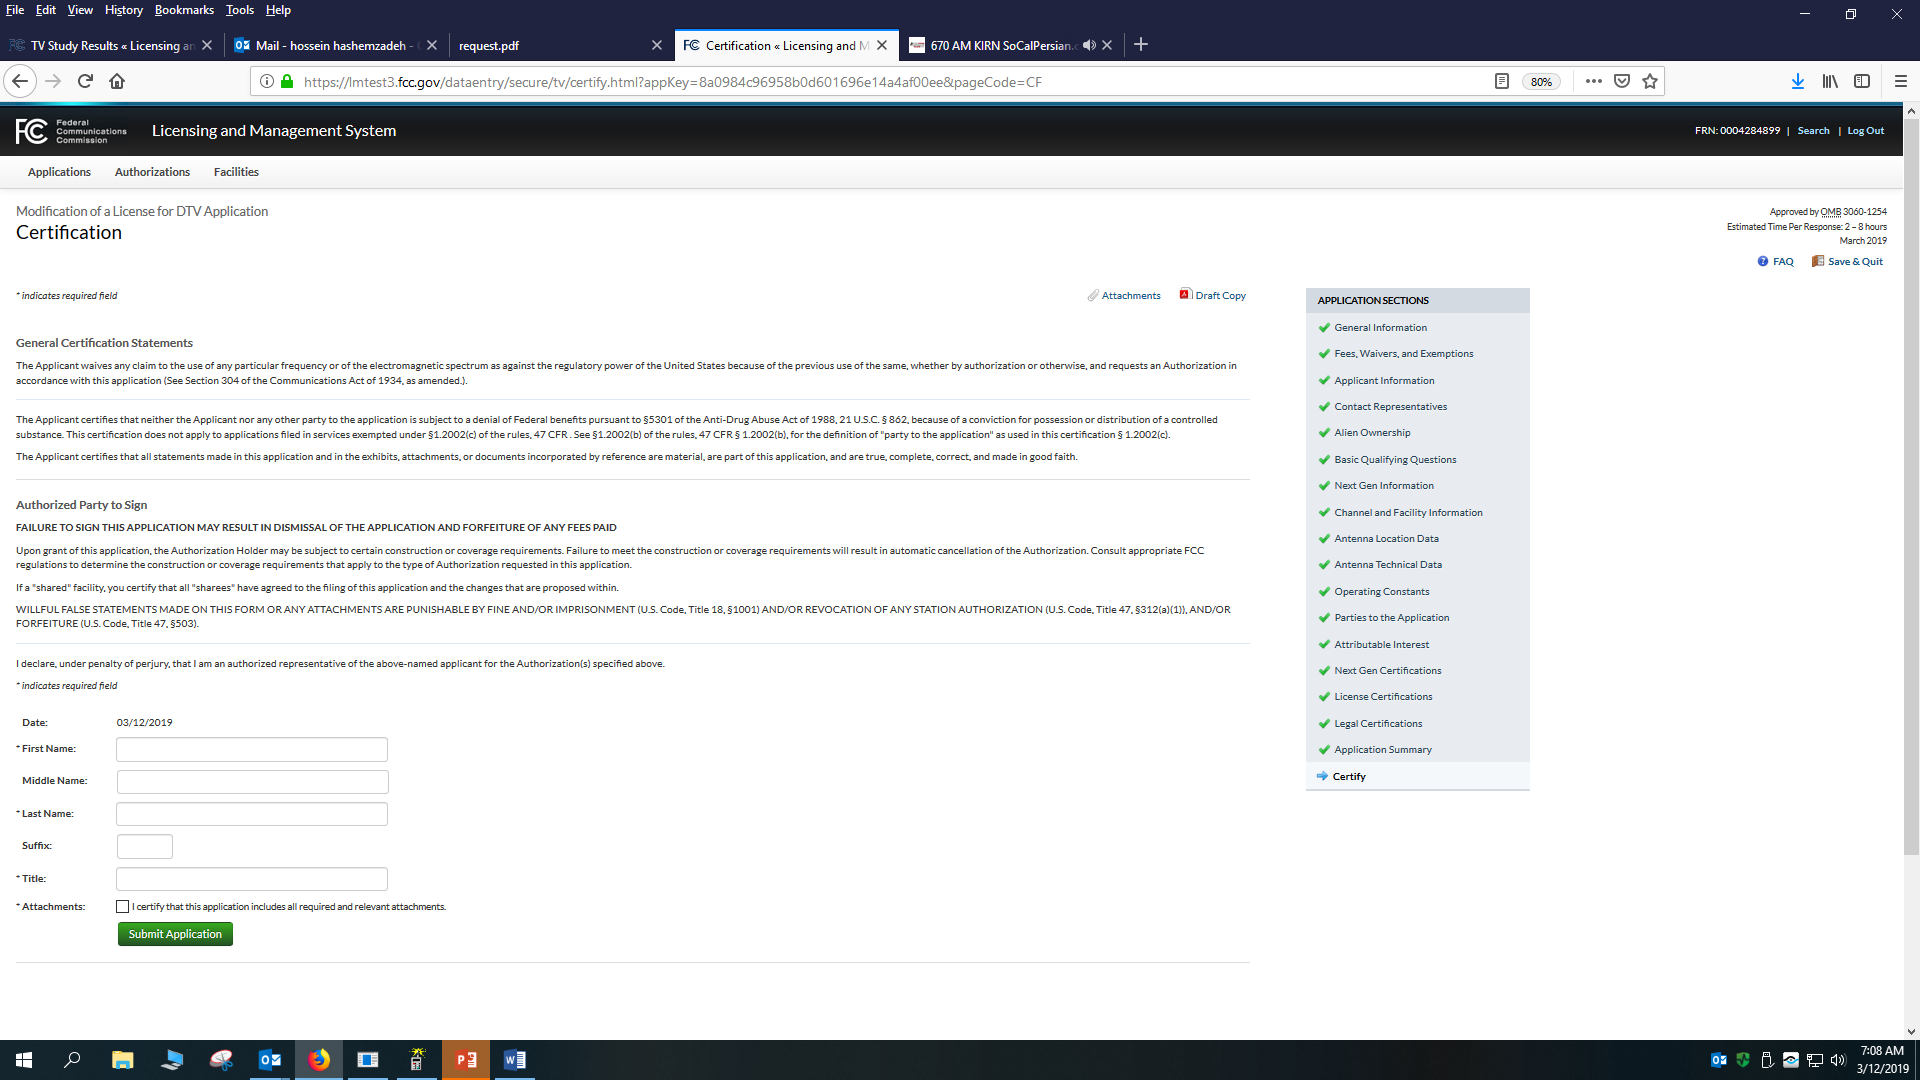 File Edit View History Bookmarks Tools Help
TV Study Results « Licensing an
Mail - hossein hashemzadeh -
request.pdf
Certification « Licensing and M
670 AM KIRN SoCalPersian.c
https://lmtest3.fcc.gov/dataentry/secure/tv/certify.html?appKey=8a0984c96958b0d601696e14a4af00ee&pageCode=CF
80%
FC Federal Communications Commission
Licensing and Management System
FRN: 0004284899 | Search | Log Out
Applications Authorizations Facilities
Modification of a License for DTV Application
Certification
Approved by OMB 3060-1254
Estimated Time Per Response: 2 – 8 hours
March 2019
FAQ Save & Quit
* indicates required field
Attachments Draft Copy
General Certification Statements
The Applicant waives any claim to the use of any particular frequency or of the electromagnetic spectrum as against the regulatory power of the United States because of the previous use of the same, whether by authorization or otherwise, and requests an Authorization in
accordance with this application (See Section 304 of the Communications Act of 1934, as amended.).
The Applicant certifies that neither the Applicant nor any other party to the application is subject to a denial of Federal benefits pursuant to §5301 of the Anti-Drug Abuse Act of 1988, 21 U.S.C. § 862, because of a conviction for possession or distribution of a controlled
substance. This certification does not apply to applications filed in services exempted under §1.2002(c) of the rules, 47 CFR . See §1.2002(b) of the rules, 47 CFR § 1.2002(b), for the definition of "party to the application" as used in this certification § 1.2002(c).
The Applicant certifies that all statements made in this application and in the exhibits, attachments, or documents incorporated by reference are material, are part of this application, and are true, complete, correct, and made in good faith.
Authorized Party to Sign
FAILURE TO SIGN THIS APPLICATION MAY RESULT IN DISMISSAL OF THE APPLICATION AND FORFEITURE OF ANY FEES PAID
Upon grant of this application, the Authorization Holder may be subject to certain construction or coverage requirements. Failure to meet the construction or coverage requirements will result in automatic cancellation of the Authorization. Consult appropriate FCC
regulations to determine the construction or coverage requirements that apply to the type of Authorization requested in this application.
If a "shared" facility, you certify that all "sharees" have agreed to the filing of this application and the changes that are proposed within.
WILLFUL FALSE STATEMENTS MADE ON THIS FORM OR ANY ATTACHMENTS ARE PUNISHABLE BY FINE AND/OR IMPRISONMENT (U.S. Code, Title 18, §1001) AND/OR REVOCATION OF ANY STATION AUTHORIZATION (U.S. Code, Title 47, §312(a)(1)), AND/OR
FORFEITURE (U.S. Code, Title 47, §503).
I declare, under penalty of perjury, that I am an authorized representative of the above-named applicant for the Authorization(s) specified above.
* indicates required field
Date: 03/12/2019
* First Name:
Middle Name:
* Last Name:
Suffix:
* Title:
* Attachments: I certify that this application includes all required and relevant attachments.
Submit Application
APPLICATION SECTIONS
General Information
Fees, Waivers, and Exemptions
Applicant Information
Contact Representatives
Alien Ownership
Basic Qualifying Questions
Next Gen Information
Channel and Facility Information
Antenna Location Data
Antenna Technical Data
Operating Constants
Parties to the Application
Attributable Interest
Next Gen Certifications
License Certifications
Legal Certifications
Application Summary
Certify
7:08 AM
3/12/2019